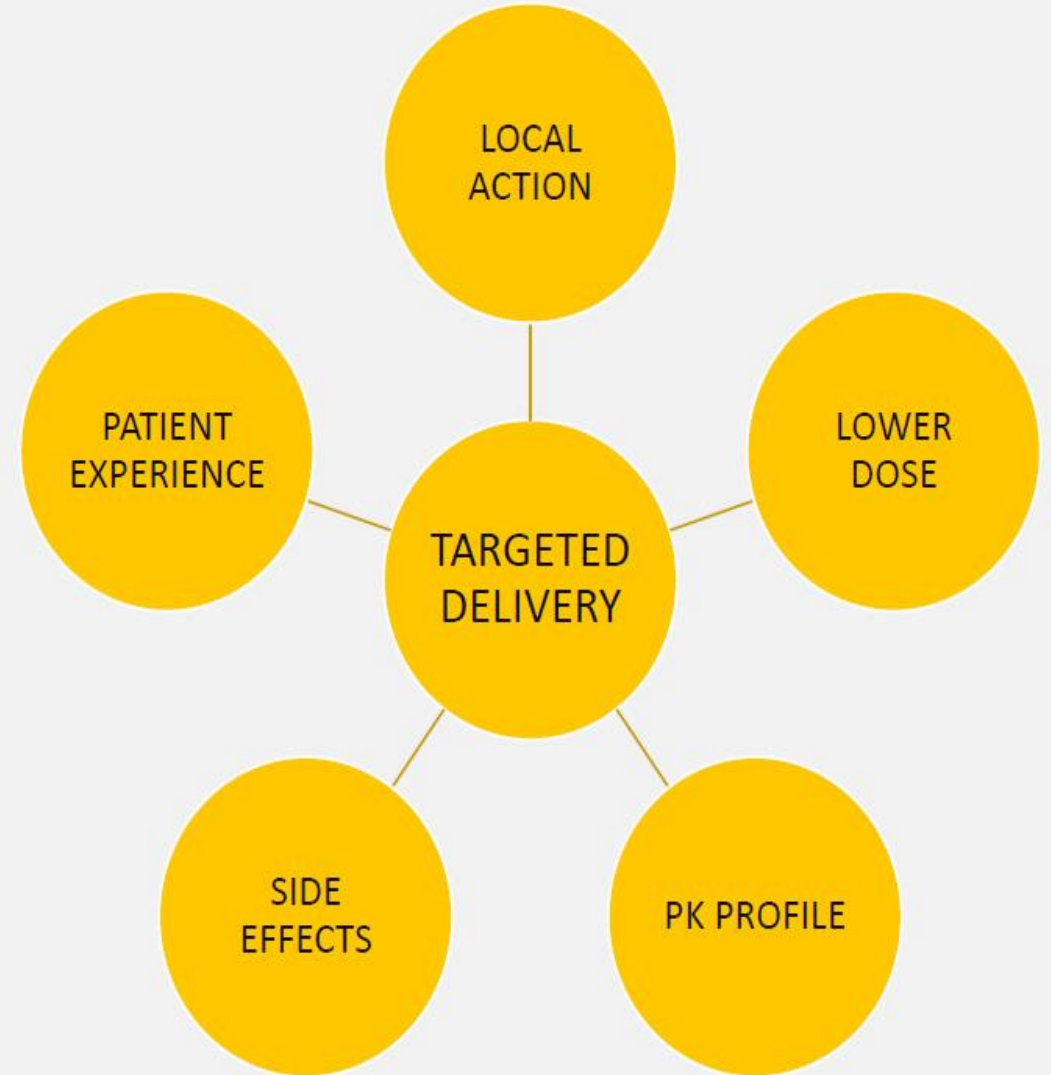 LOCAL
ACTION
PATIENT
EXPERIENCE
LOWER
DOSE
TARGETED
DELIVERY
SIDE
EFFECTS
PK PROFILE